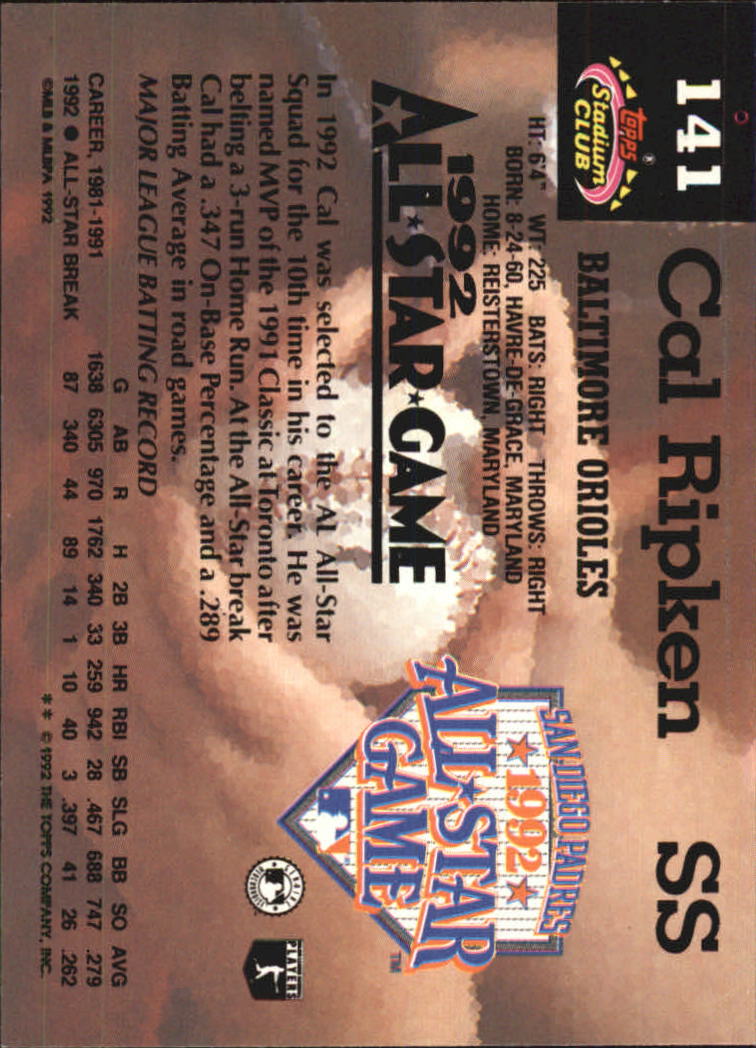 141
Topps ®
Stadium
CLUB
Cal Ripken SS
BALTIMORE ORIOLES
HT: 6'4" WT: 225 BATS: RIGHT THROWS: RIGHT
BORN: 8-24-60, HAVRE-DE-GRACE, MARYLAND
HOME: REISTERSTOWN, MARYLAND
1992
ALL★STAR★GAME
In 1992 Cal was selected to the AL All-Star
Squad for the 10th time in his career. He was
named MVP of the 1991 Classic at Toronto after
belting a 3-run Home Run. At the All-Star break
Cal had a .347 On-Base Percentage and a .289
Batting Average in road games.
SAN DIEGO PADRES
★1992★
ALL★STAR
GAME
TM
PLAYERS
MAJOR LEAGUE BATTING RECORD
G AB R H 2B 3B HR RBI SB SLG BB SO AVG
CAREER, 1981-1991 1638 6305 970 1762 340 33 259 942 28 .467 688 747 .279
1992 ● ALL-STAR BREAK 87 340 44 89 14 1 10 40 3 .397 41 26 .262
©MLB & MLBPA 1992 ** ©1992 THE TOPPS COMPANY, INC.